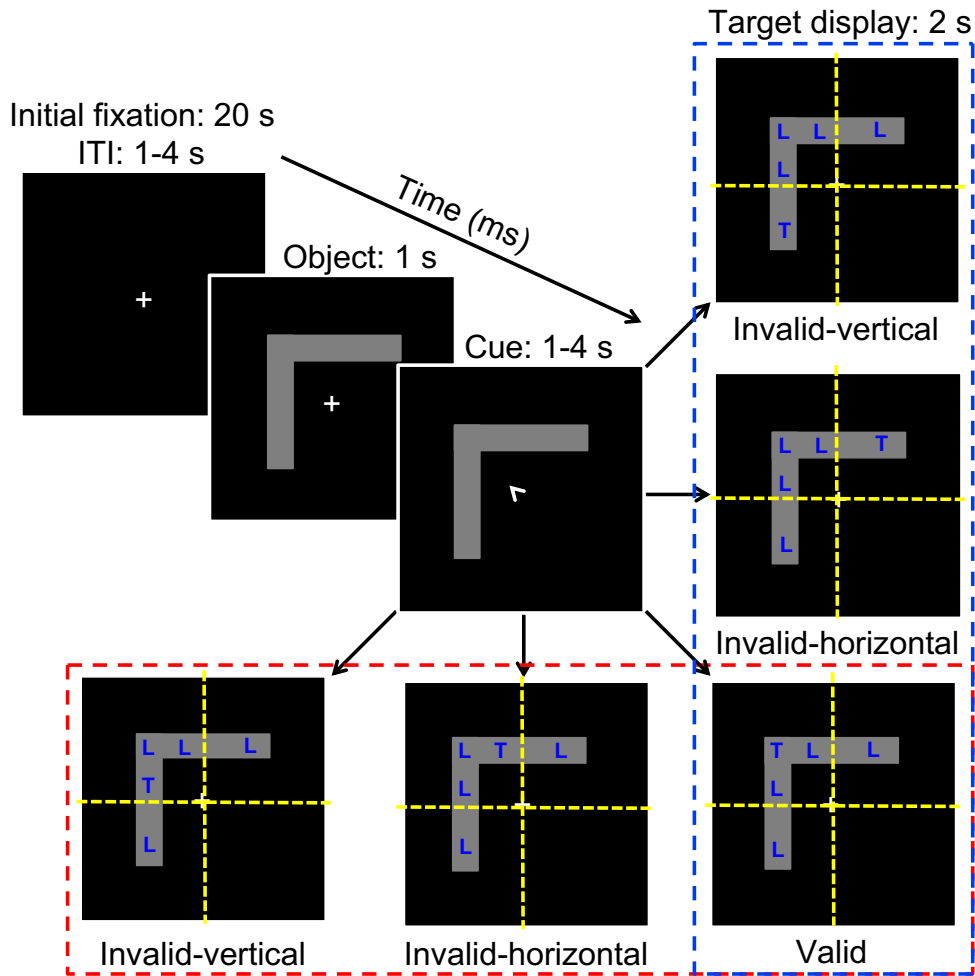 Target display: 2 s
Initial fixation: 20 s
ITI: 1-4 s
Time (ms)
Object: 1 s
Cue: 1-4 s
L L L
L
T
Invalid-vertical
L L T
L
L
Invalid-horizontal
L L L
T
L
Invalid-vertical
L T L
L
L
Invalid-horizontal
T L L
L
L
Valid